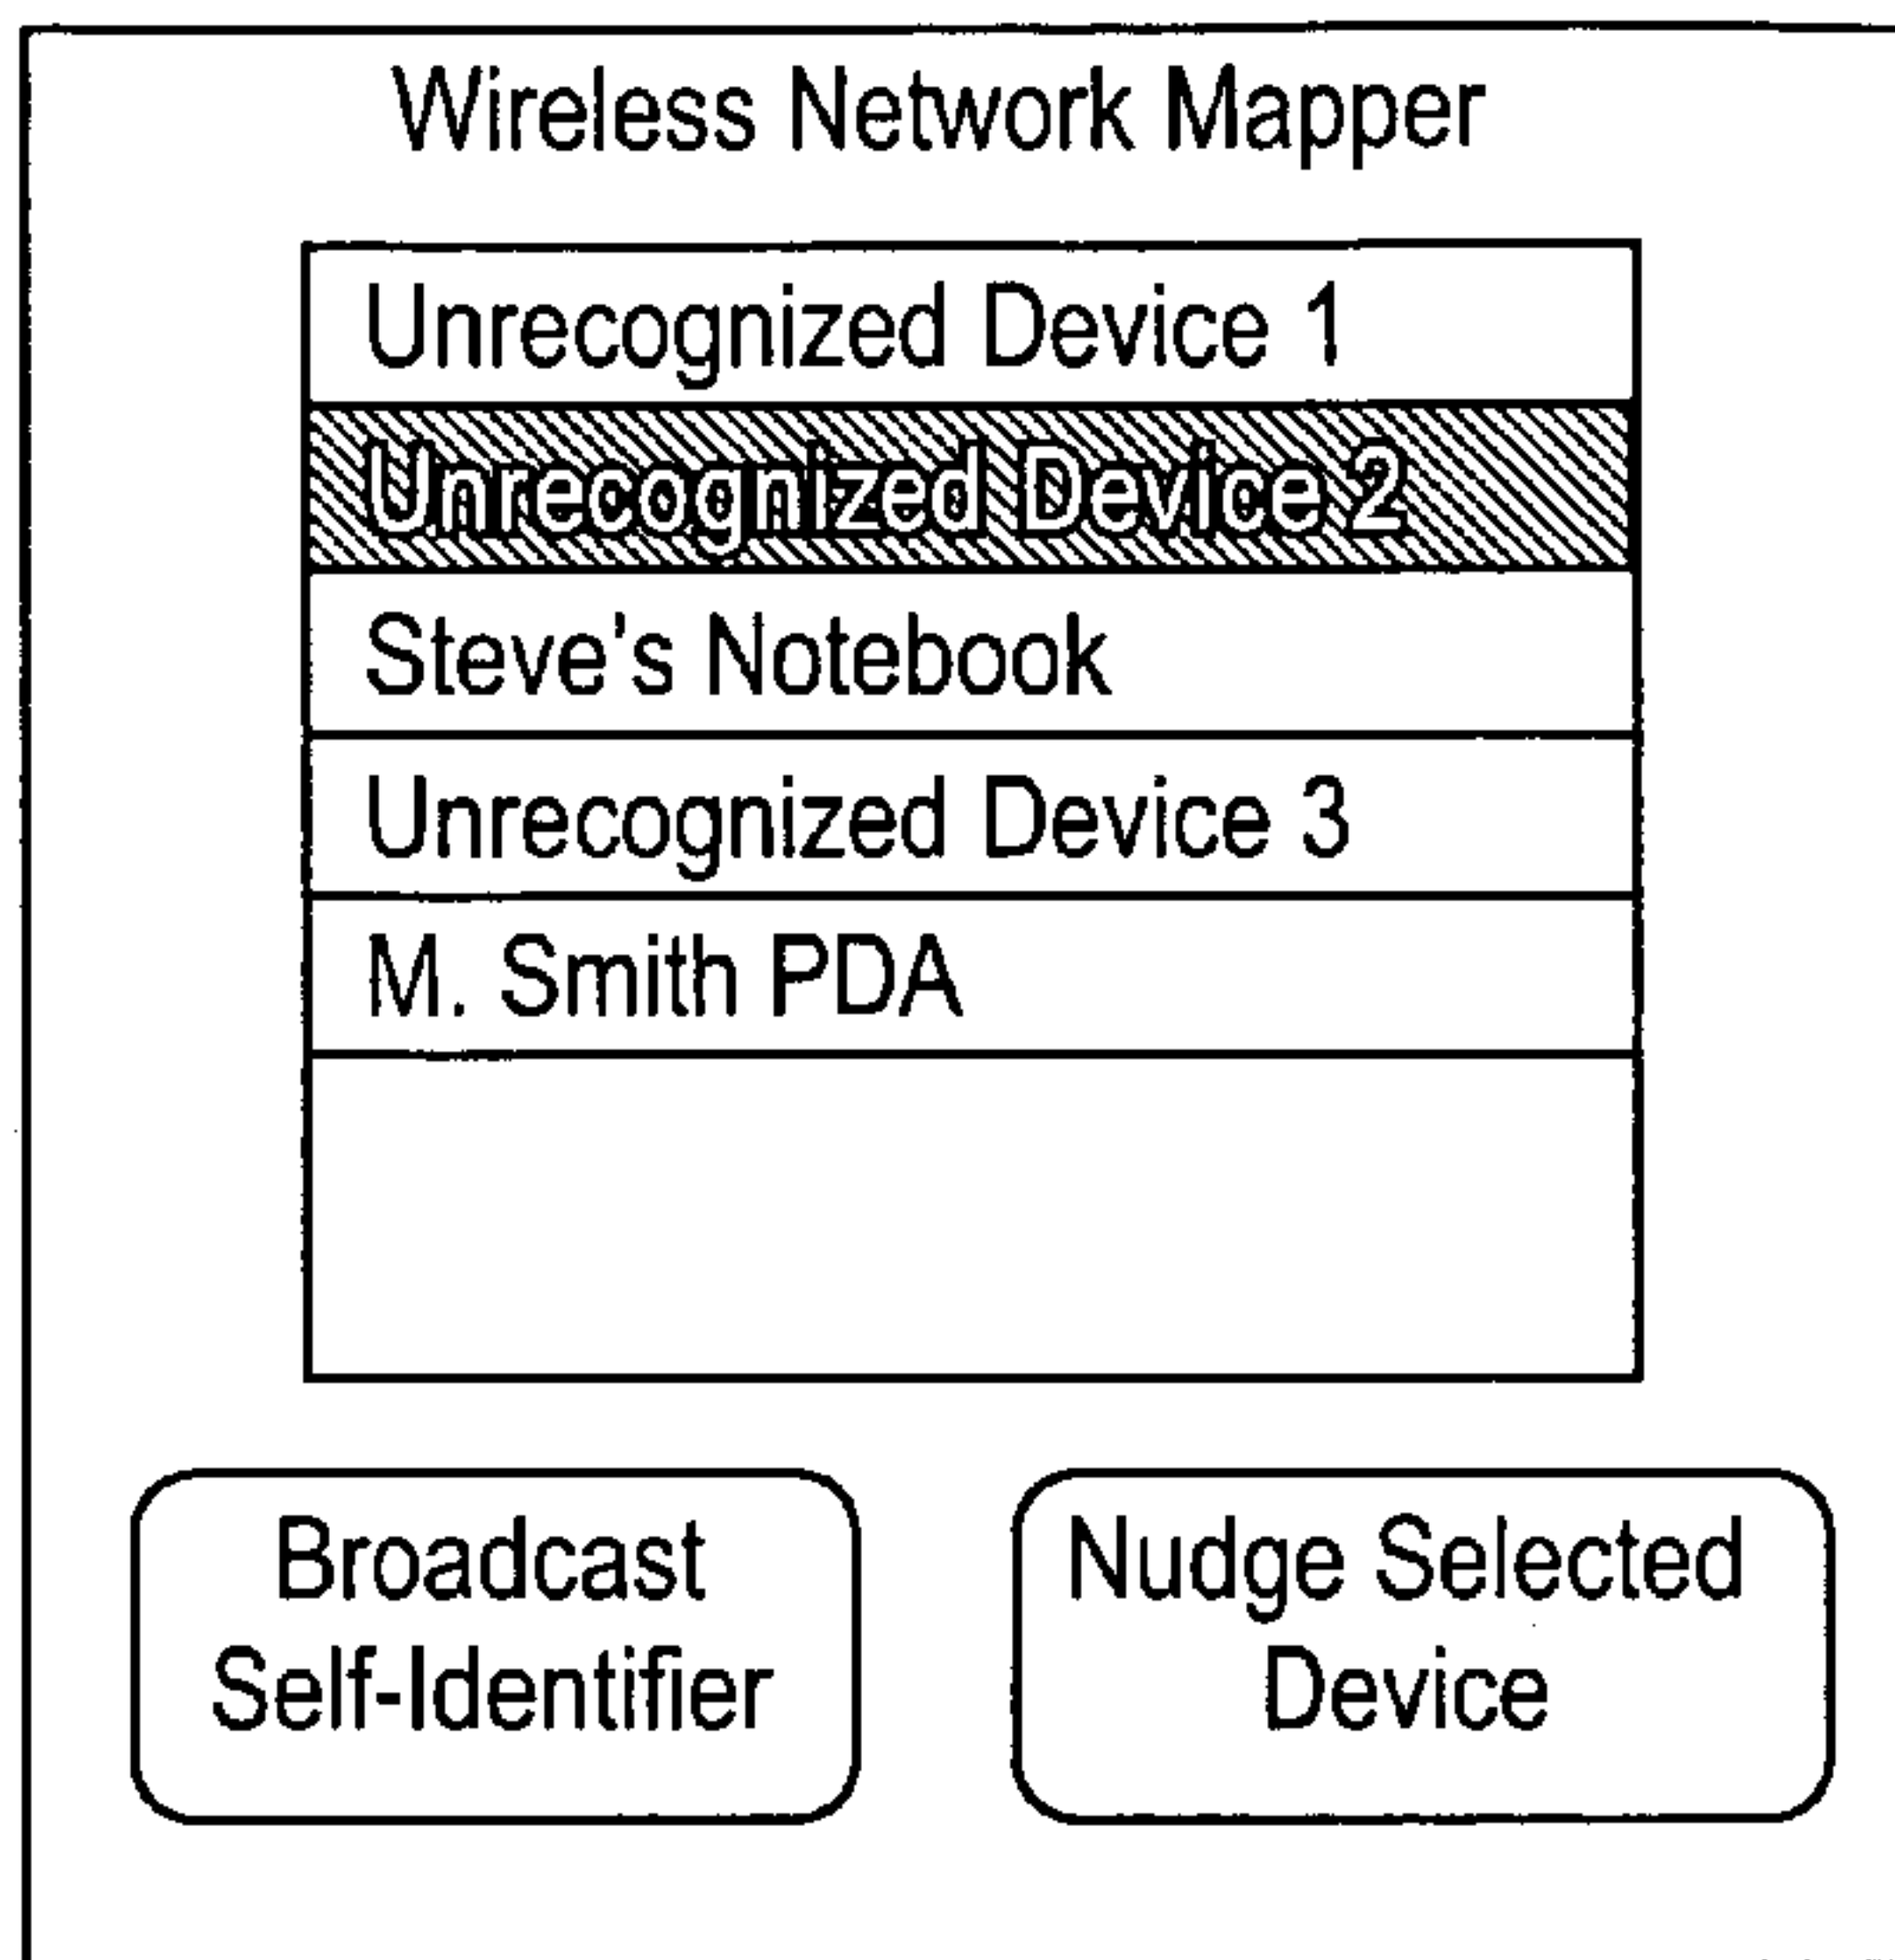 Wireless Network Mapper
Unrecognized Device 1
Unrecognized Device 2
Steve's Notebook
Unrecognized Device 3
M. Smith PDA
Broadcast
Self-Identifier
Nudge Selected
Device